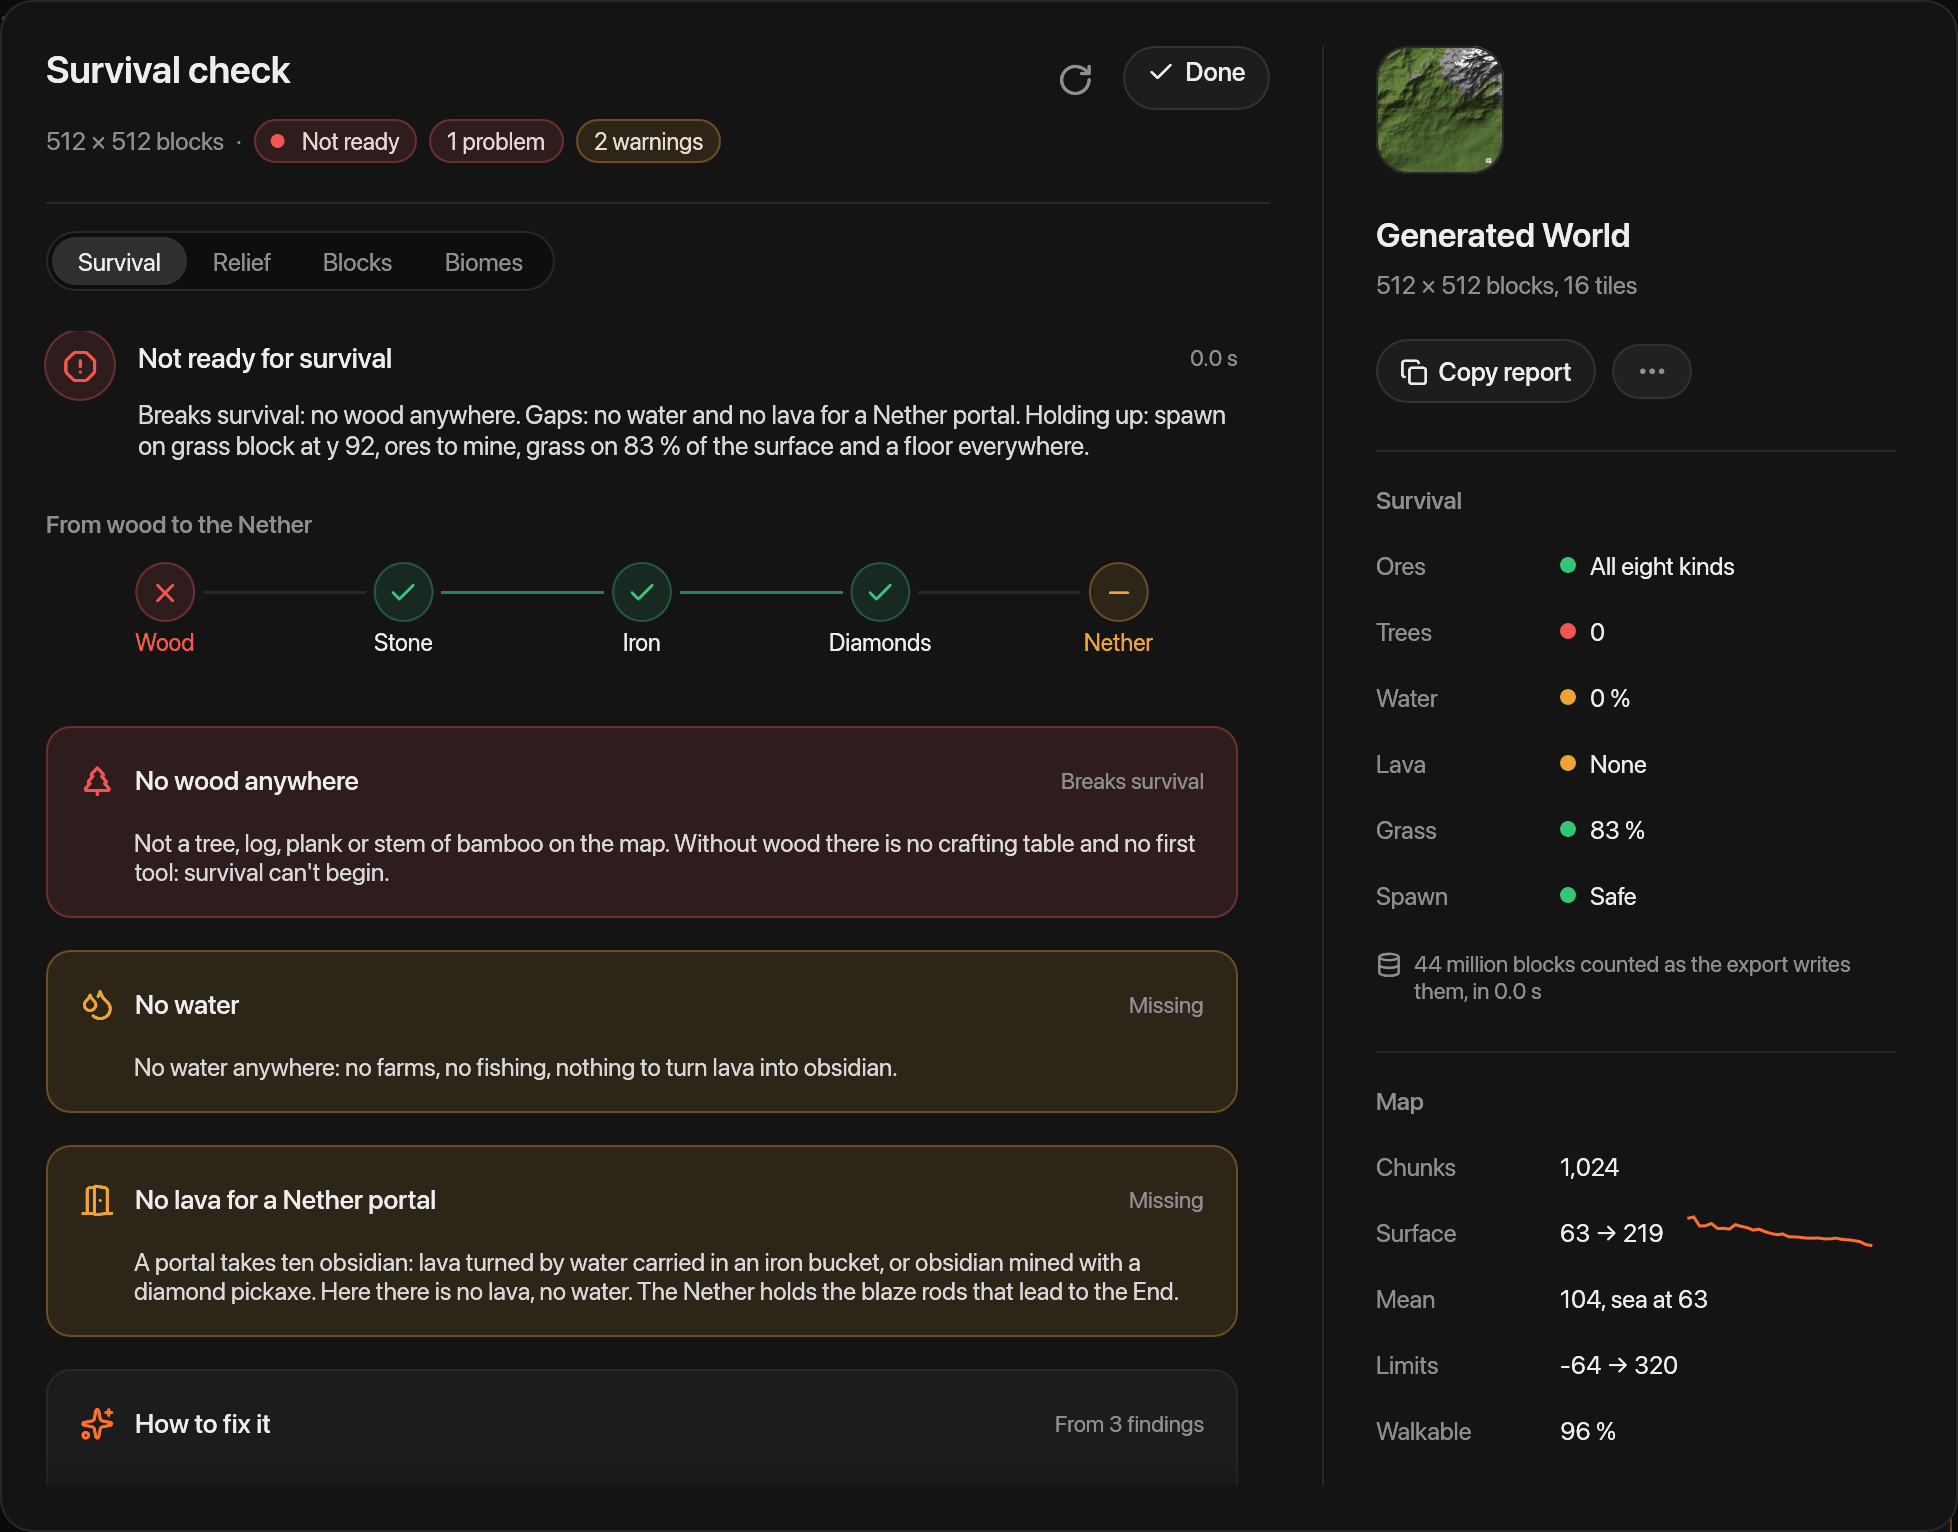 Survival check
Done
512 × 512 blocks ·
Not ready
1 problem
2 warnings
Survival
Relief
Blocks
Biomes
Not ready for survival
0.0 s
Breaks survival: no wood anywhere. Gaps: no water and no lava for a Nether portal. Holding up: spawn
on grass block at y 92, ores to mine, grass on 83 % of the surface and a floor everywhere.
From wood to the Nether
Wood
Stone
Iron
Diamonds
Nether
No wood anywhere
Breaks survival
Not a tree, log, plank or stem of bamboo on the map. Without wood there is no crafting table and no first
tool: survival can't begin.
No water
Missing
No water anywhere: no farms, no fishing, nothing to turn lava into obsidian.
No lava for a Nether portal
Missing
A portal takes ten obsidian: lava turned by water carried in an iron bucket, or obsidian mined with a
diamond pickaxe. Here there is no lava, no water. The Nether holds the blaze rods that lead to the End.
How to fix it
From 3 findings
Generated World
512 × 512 blocks, 16 tiles
Copy report
Survival
Ores
All eight kinds
Trees
0
Water
0 %
Lava
None
Grass
83 %
Spawn
Safe
44 million blocks counted as the export writes
them, in 0.0 s
Map
Chunks
1,024
Surface
63 → 219
Mean
104, sea at 63
Limits
-64 → 320
Walkable
96 %